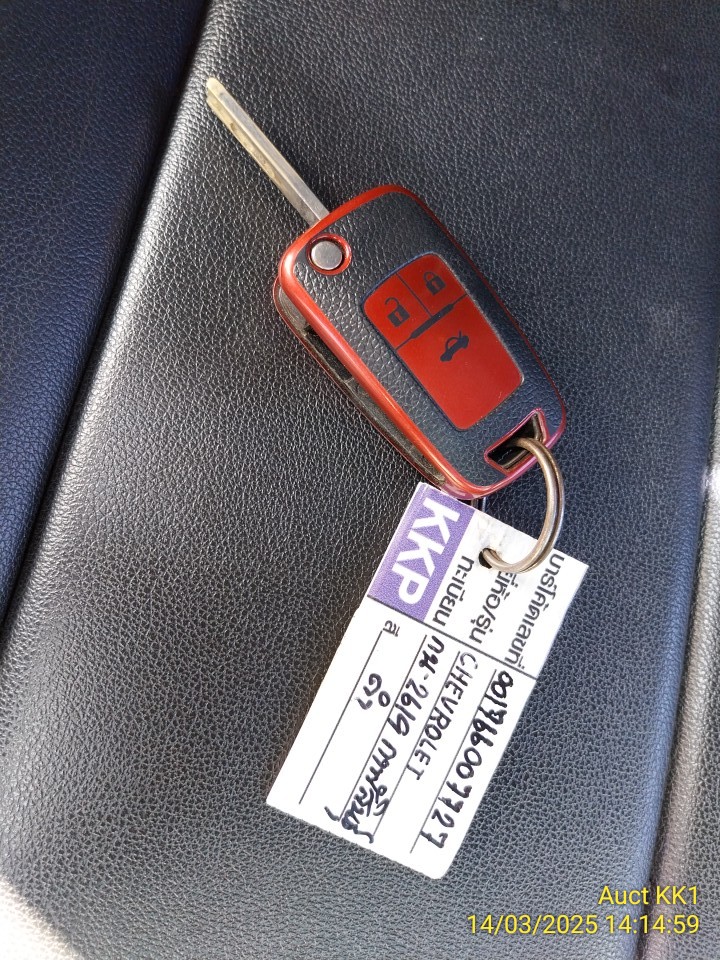 KKP
บาร์โค้ดเลขที่ 001766007727
ยี่ห้อ/รุ่น CHEVROLET
ทะเบียน กน-2619 กาฬสินธุ์
สี ดำ
Auct KK1
14/03/2025 14:14:59